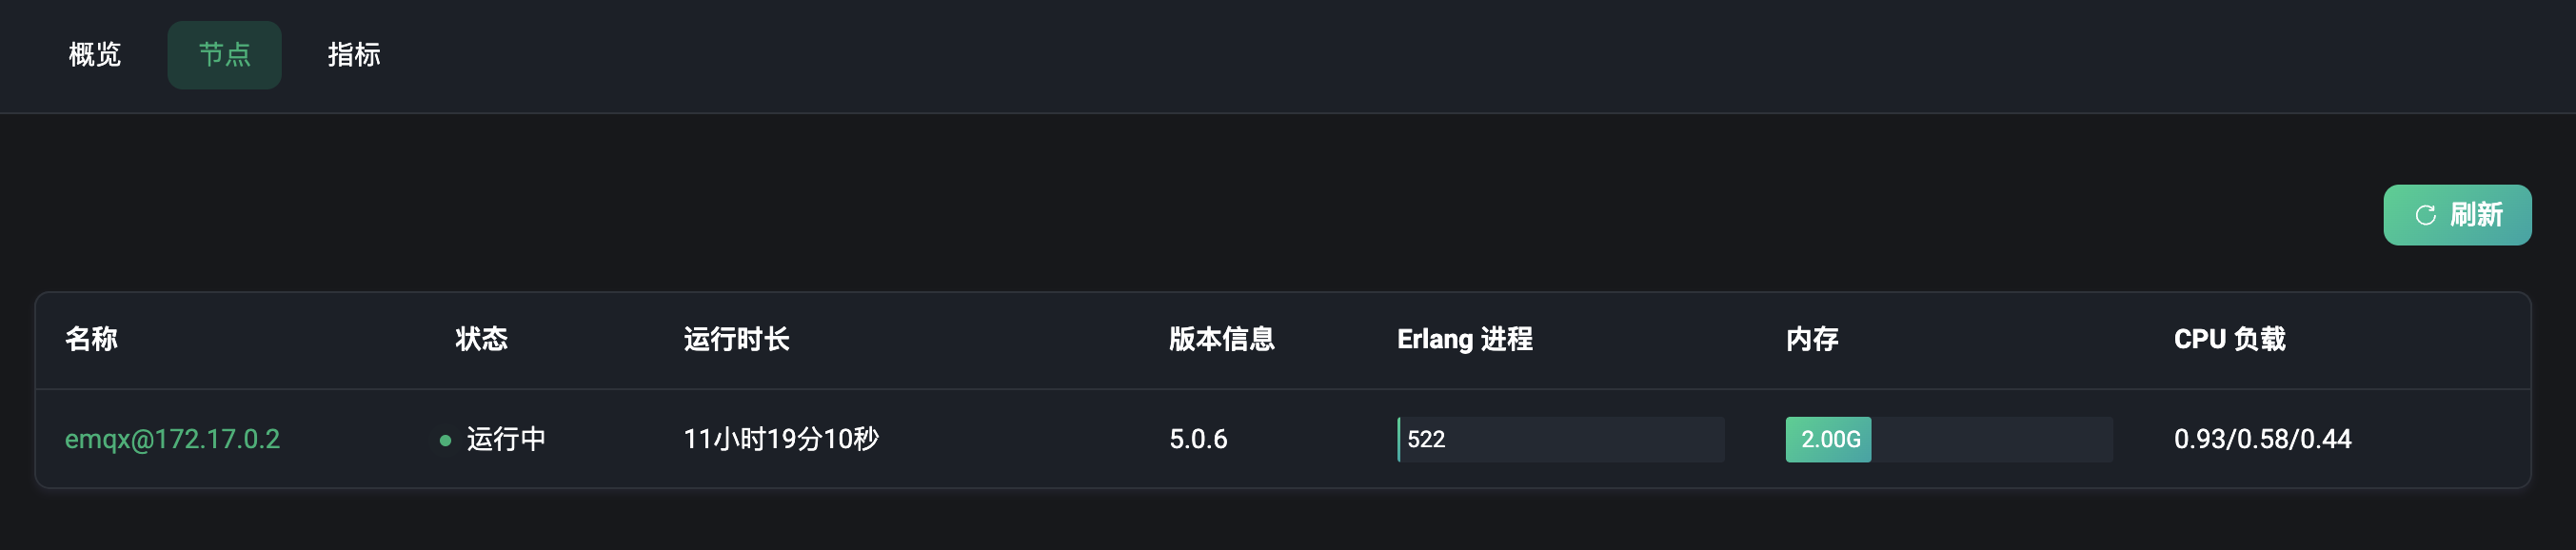 概览 节点 指标
刷新
名称 状态 运行时长 版本信息 Erlang 进程 内存 CPU 负载
emqx@172.17.0.2 运行中 11小时19分10秒 5.0.6 522 2.00G 0.93/0.58/0.44